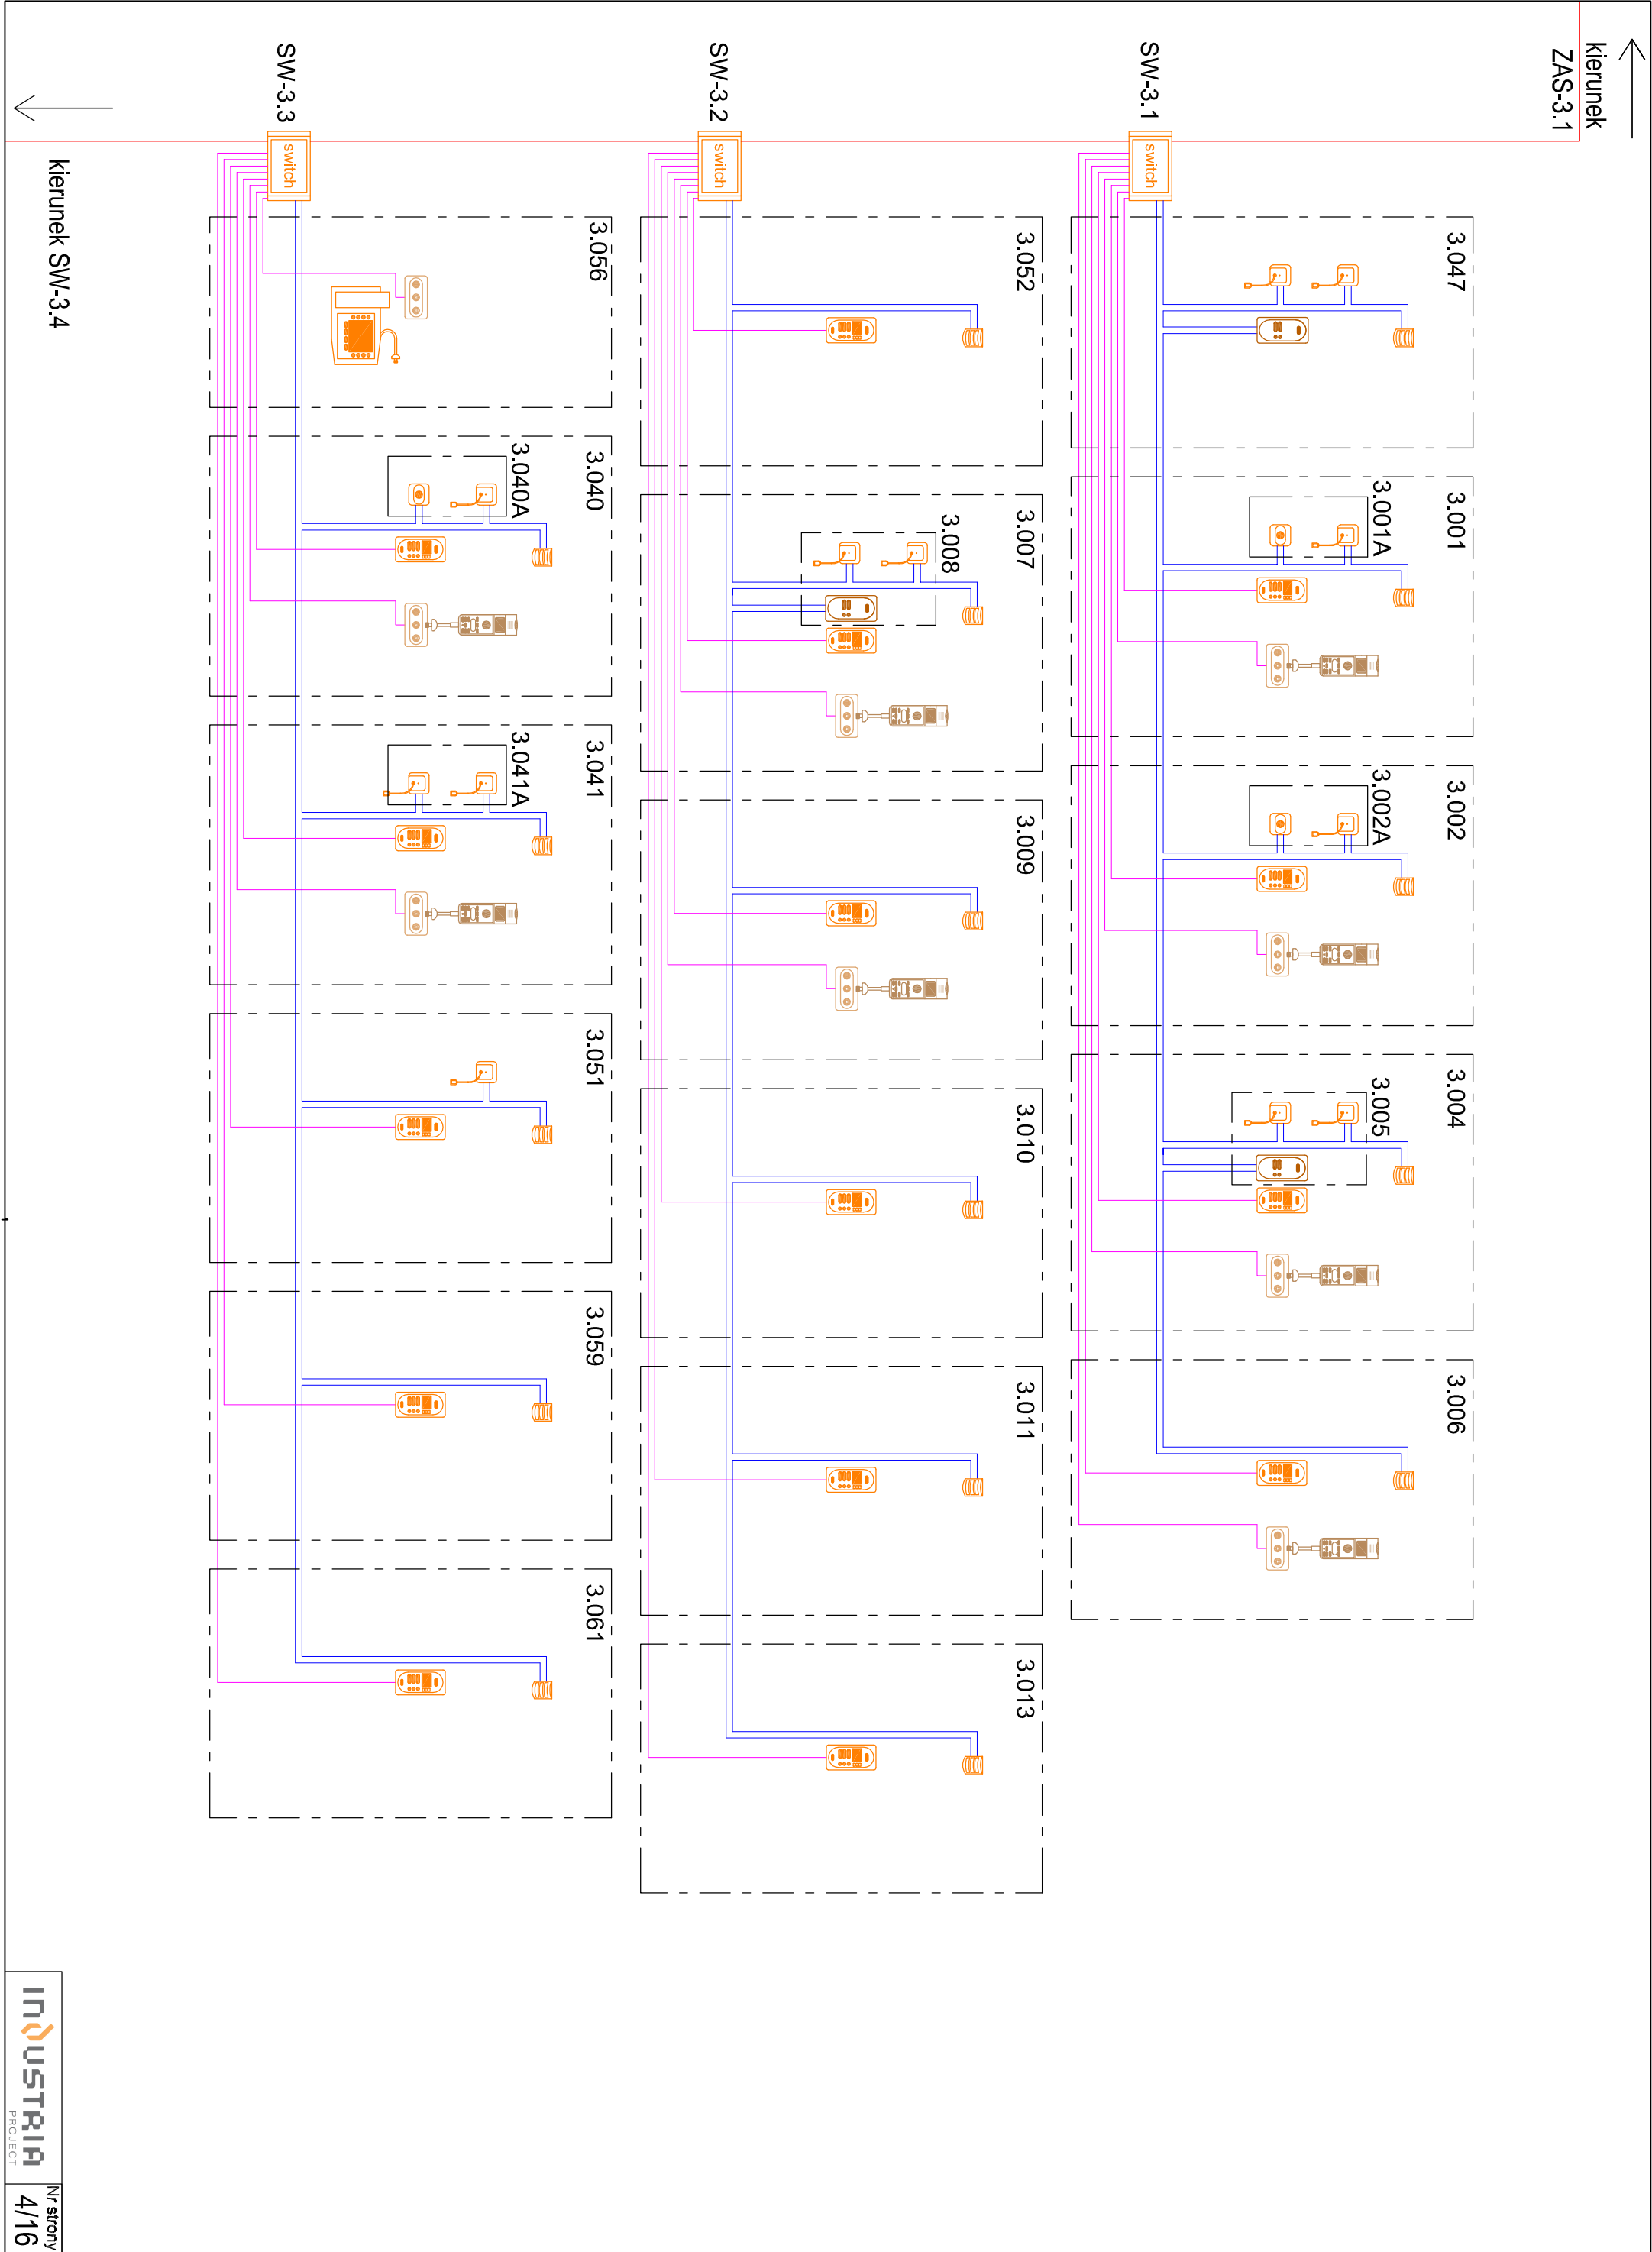 kierunek
ZAS-3.1
SW-3.1
switch
3.047
3.001
3.001A
3.002
3.002A
3.004
3.005
3.006
SW-3.2
switch
3.052
3.007
3.008
3.009
3.010
3.011
3.013
SW-3.3
switch
3.056
3.040
3.040A
3.041
3.041A
3.051
3.059
3.061
kierunek SW-3.4
INDUSTRIA
PROJECT
Nr strony
4/16